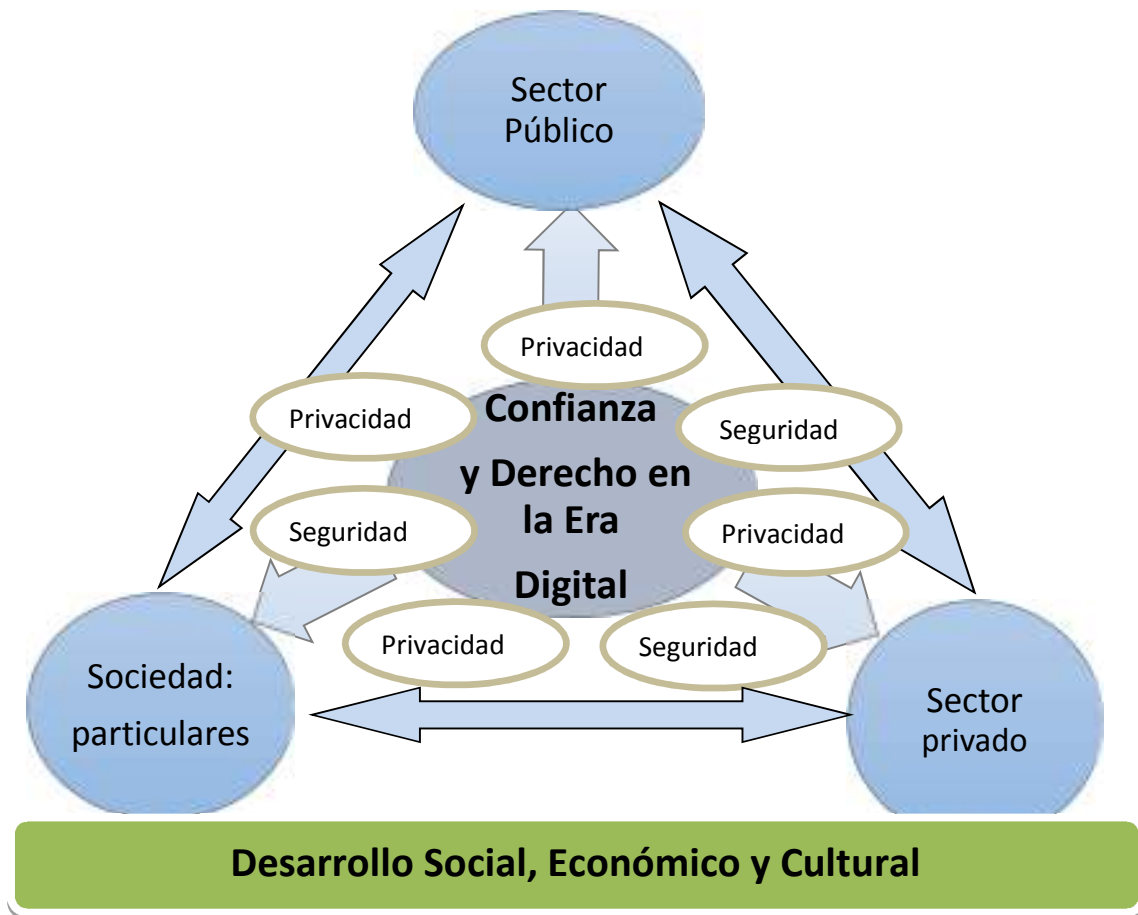 Sector
Público
Privacidad
Privacidad
Confianza
Seguridad
y Derecho en
la Era
Seguridad
Privacidad
Digital
Privacidad
Seguridad
Sociedad:
particulares
Sector
privado
Desarrollo Social, Económico y Cultural